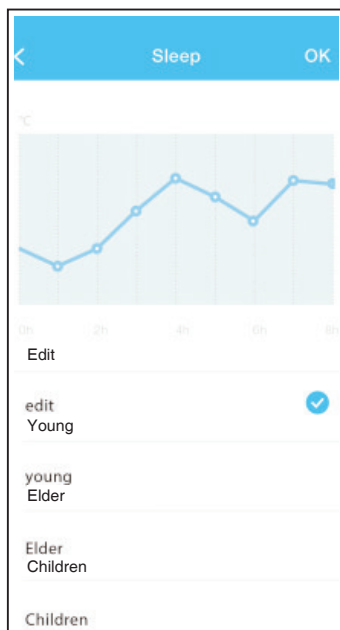 Sleep OK
°C
0h 2h 4h 6h 8h
Edit
edit
Young
young
Elder
Elder
Children
Children